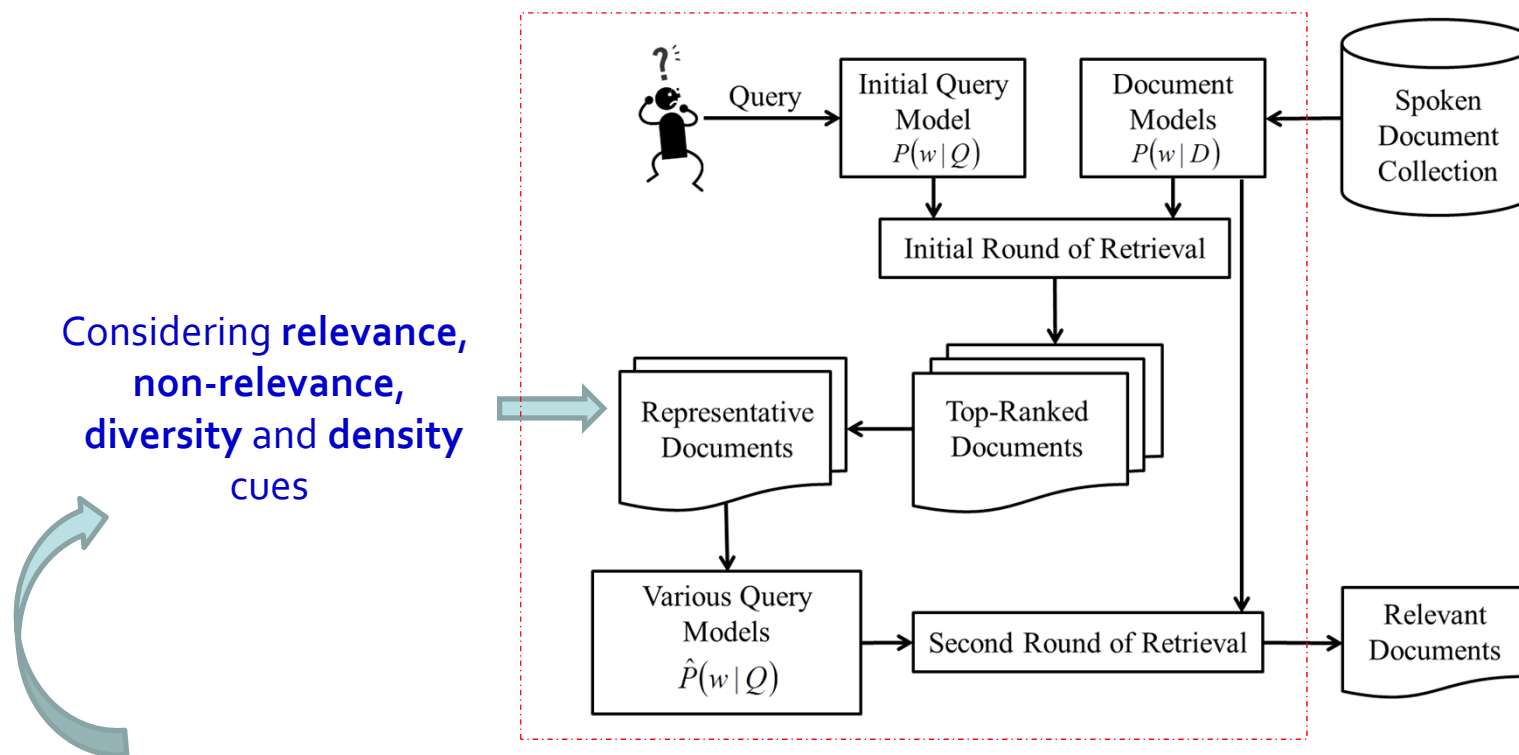 ?
Query
Initial Query
Model
P(w|Q)
Document
Models
P(w|D)
Spoken
Document
Collection
Initial Round of Retrieval
Considering relevance,
non-relevance,
diversity and density
cues
Representative
Documents
Top-Ranked
Documents
Various Query
Models
P̂(w|Q)
Second Round of Retrieval
Relevant
Documents